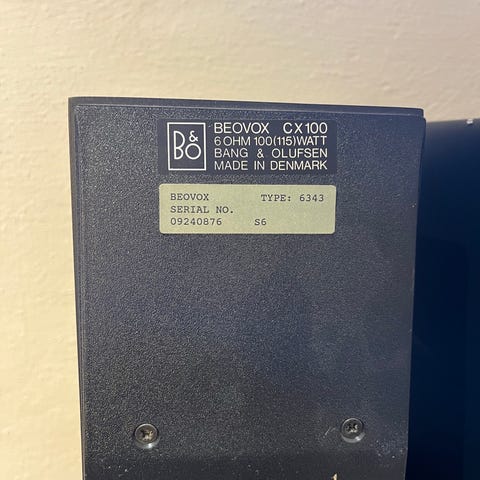 B&O
BEOVOX CX100
6 OHM 100(115)WATT
BANG & OLUFSEN
MADE IN DENMARK
BEOVOX TYPE: 6343
SERIAL NO.
09240876 S6